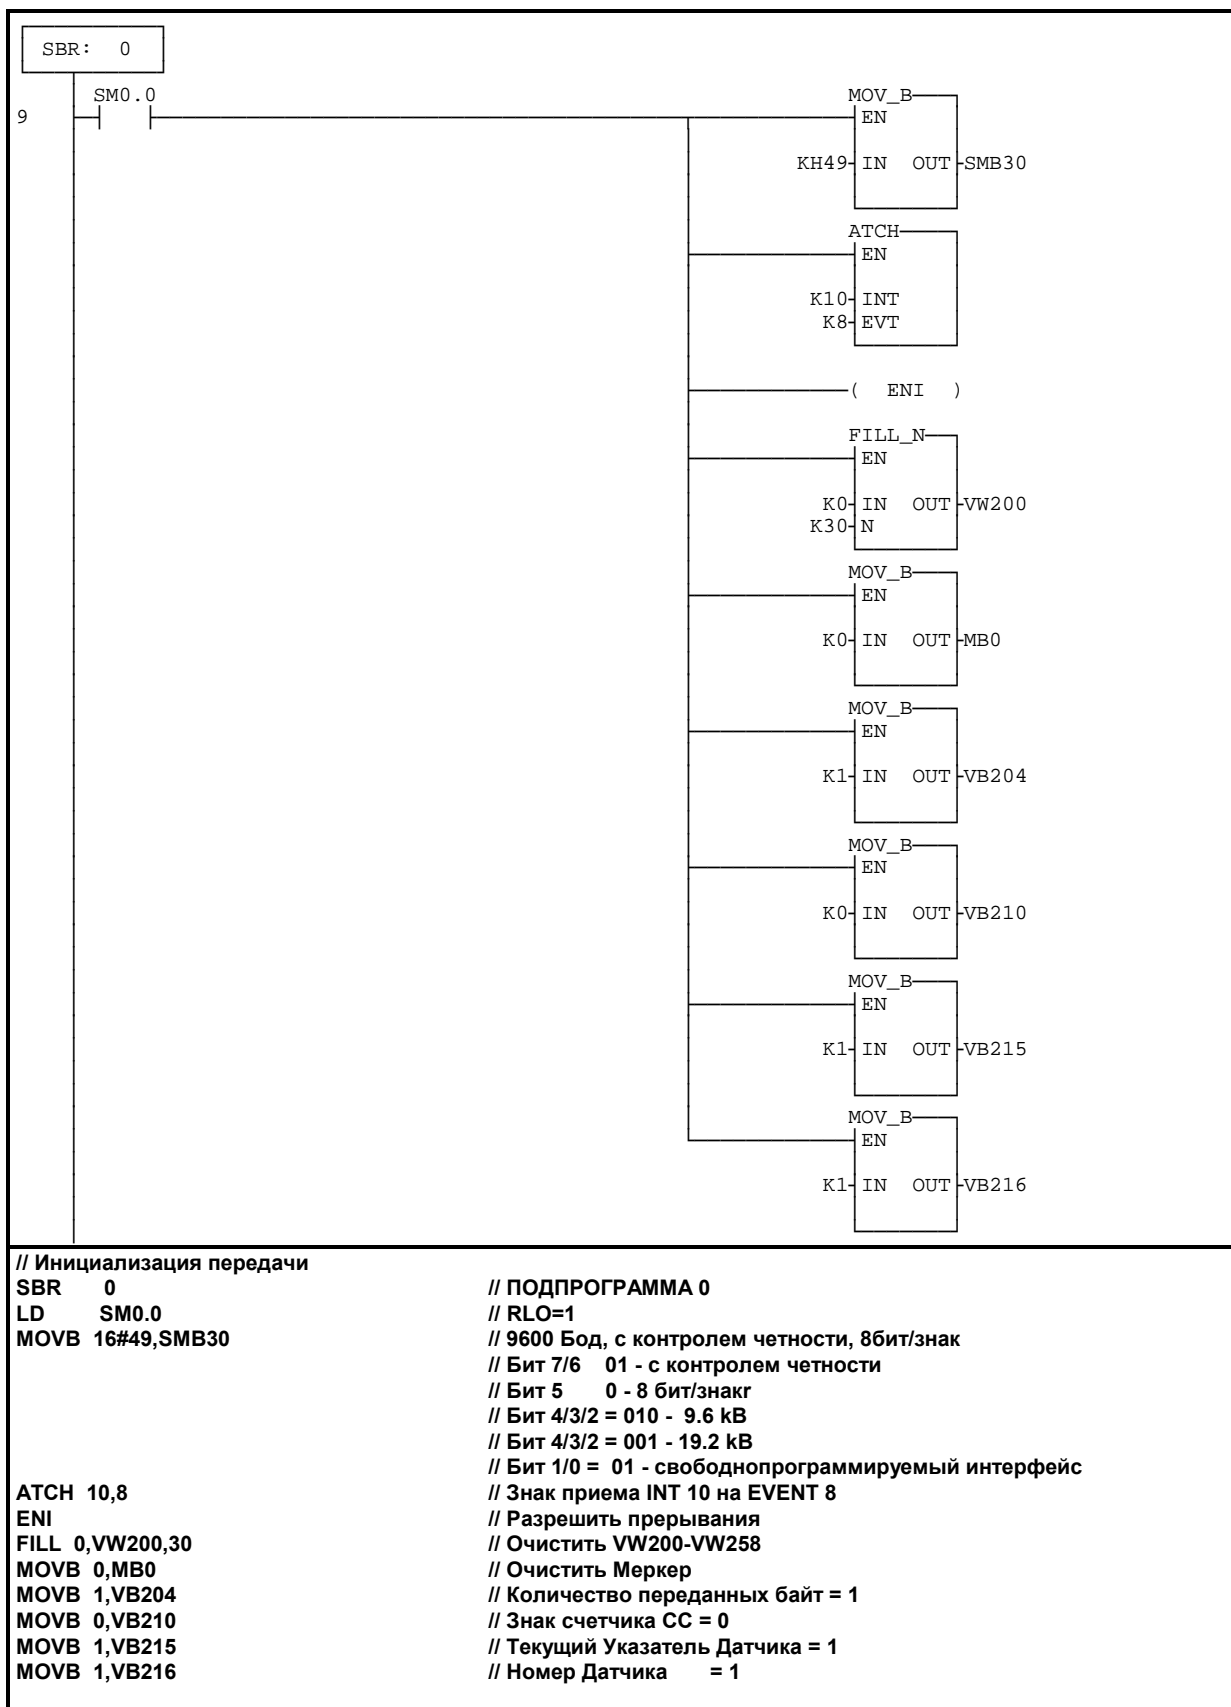 SBR: 0
SM0.0
9
MOV_B
EN
KH49 IN OUT SMB30
ATCH
EN
K10 INT
K8 EVT
( ENI )
FILL_N
EN
K0 IN OUT VW200
K30 N
MOV_B
EN
K0 IN OUT MB0
MOV_B
EN
K1 IN OUT VB204
MOV_B
EN
K0 IN OUT VB210
MOV_B
EN
K1 IN OUT VB215
MOV_B
EN
K1 IN OUT VB216
// Инициализация передачи
SBR 0 // ПОДПРОГРАММА 0
LD SM0.0 // RLO=1
MOVB 16#49,SMB30 // 9600 Бод, с контролем четности, 8бит/знак
// Бит 7/6 01 - с контролем четности
// Бит 5 0 - 8 бит/знакr
// Бит 4/3/2 = 010 - 9.6 kB
// Бит 4/3/2 = 001 - 19.2 kB
// Бит 1/0 = 01 - свободнопрограммируемый интерфейс
ATCH 10,8 // Знак приема INT 10 на EVENT 8
ENI // Разрешить прерывания
FILL 0,VW200,30 // Очистить VW200-VW258
MOVB 0,MB0 // Очистить Меркер
MOVB 1,VB204 // Количество переданных байт = 1
MOVB 0,VB210 // Знак счетчика СС = 0
MOVB 1,VB215 // Текущий Указатель Датчика = 1
MOVB 1,VB216 // Номер Датчика = 1